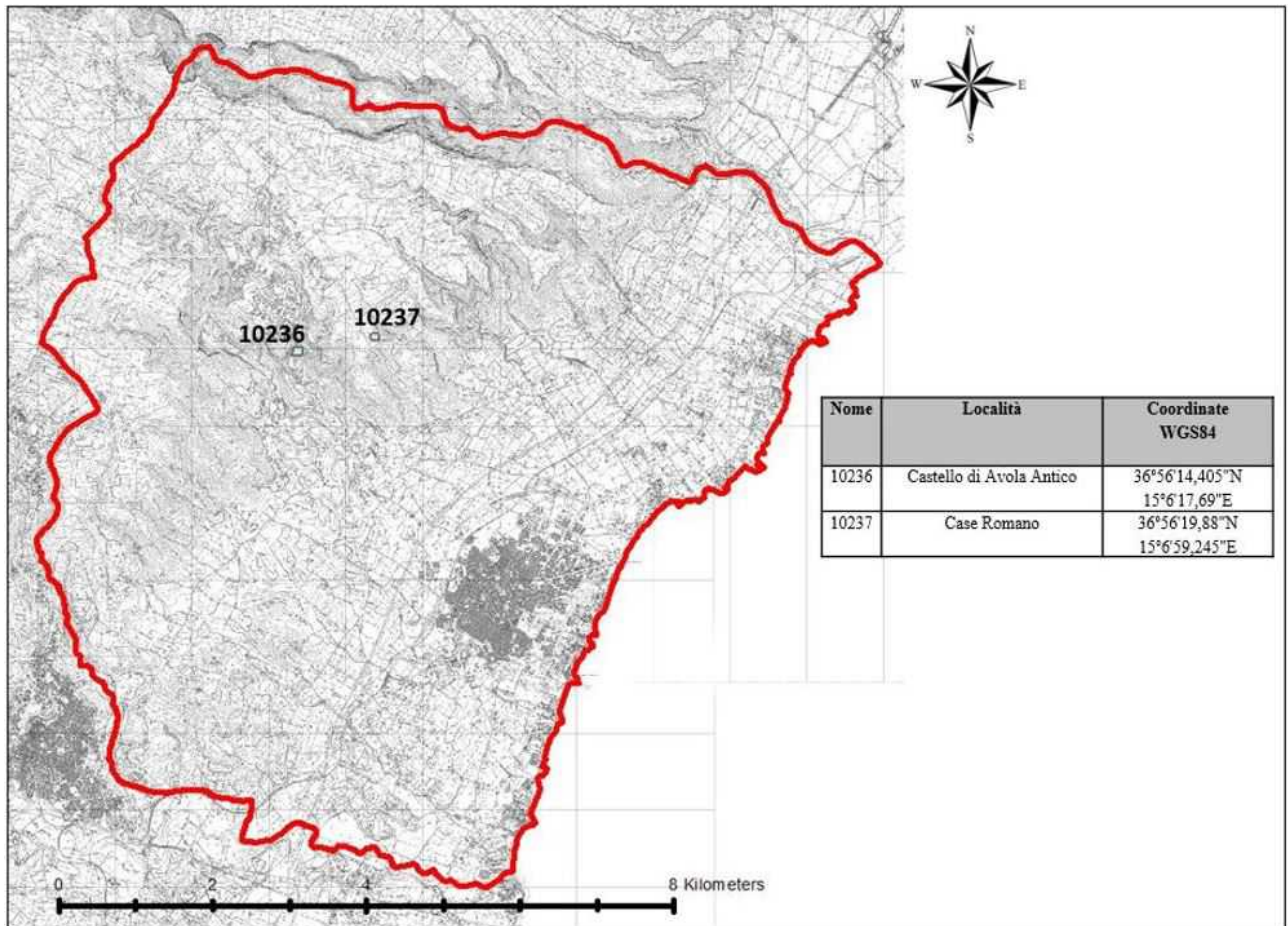 N
W E
S
10236
10237
Nome Località Coordinate
WGS84
10236 Castello di Avola Antico 36°56'14,405"N
15°6'17,69"E
10237 Case Romano 36°56'19,88"N
15°6'59,245"E
0 2 4 8 Kilometers